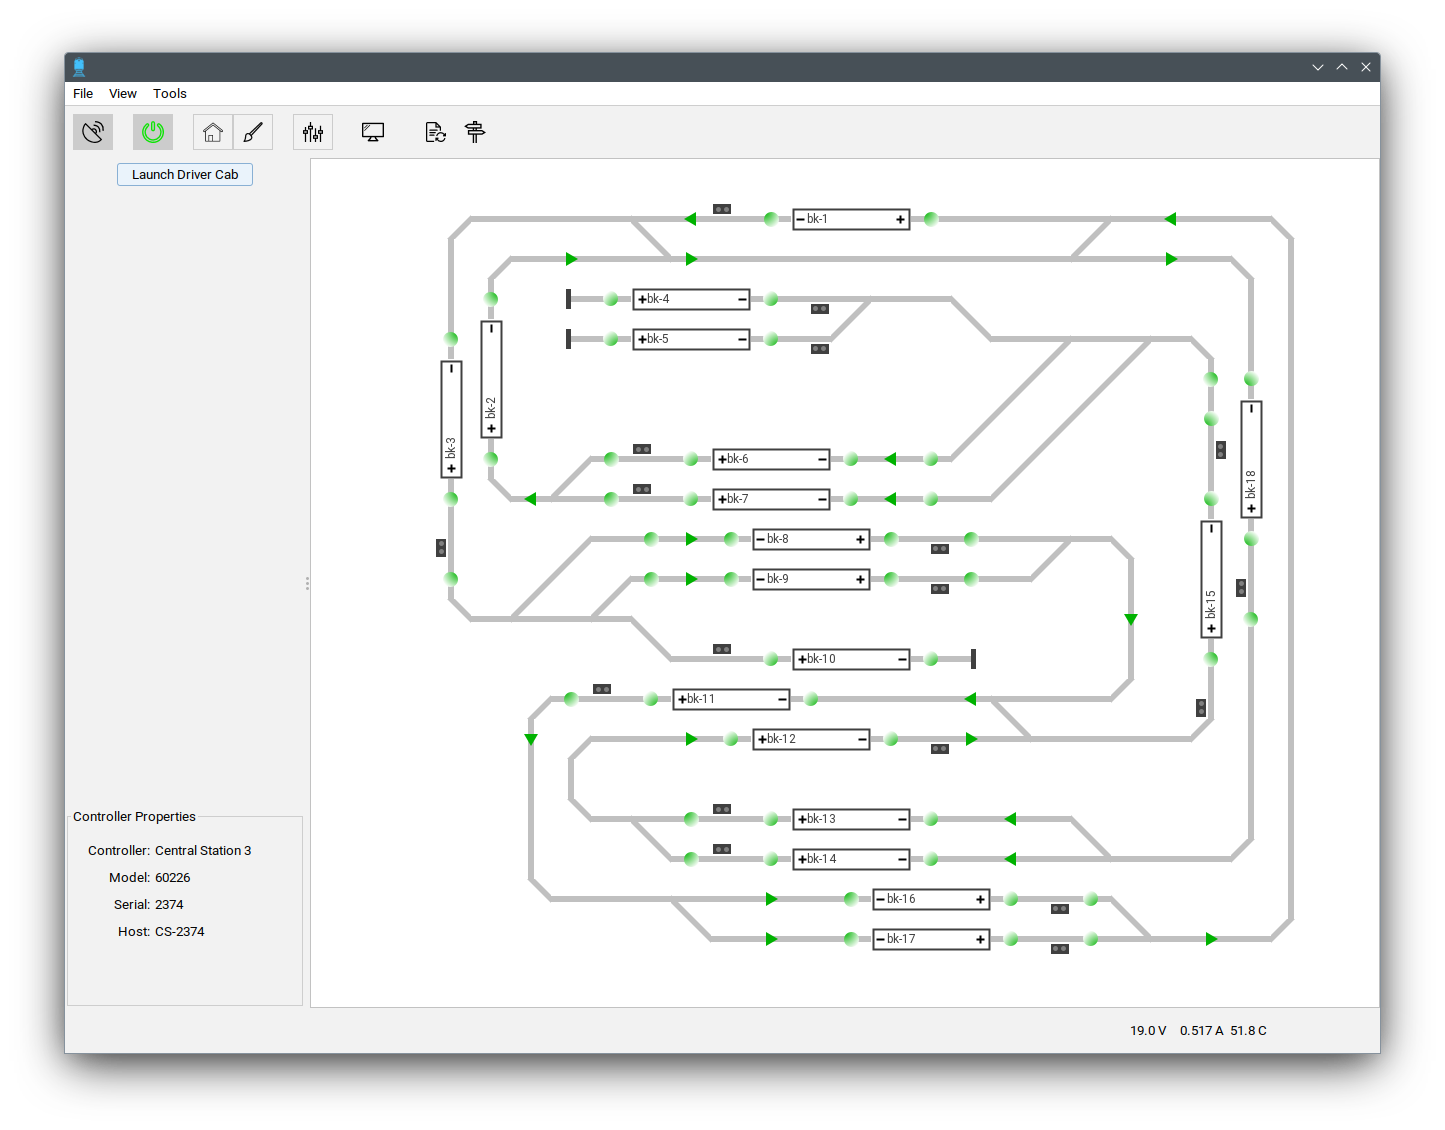 File View Tools
Launch Driver Cab
bk-1
bk-4
bk-5
bk-2
bk-3
bk-6
bk-18
bk-7
bk-8
bk-9
bk-15
bk-10
bk-11
bk-12
bk-13
bk-14
bk-16
bk-17
Controller Properties
Controller: Central Station 3
Model: 60226
Serial: 2374
Host: CS-2374
19.0 V 0.517 A 51.8 C